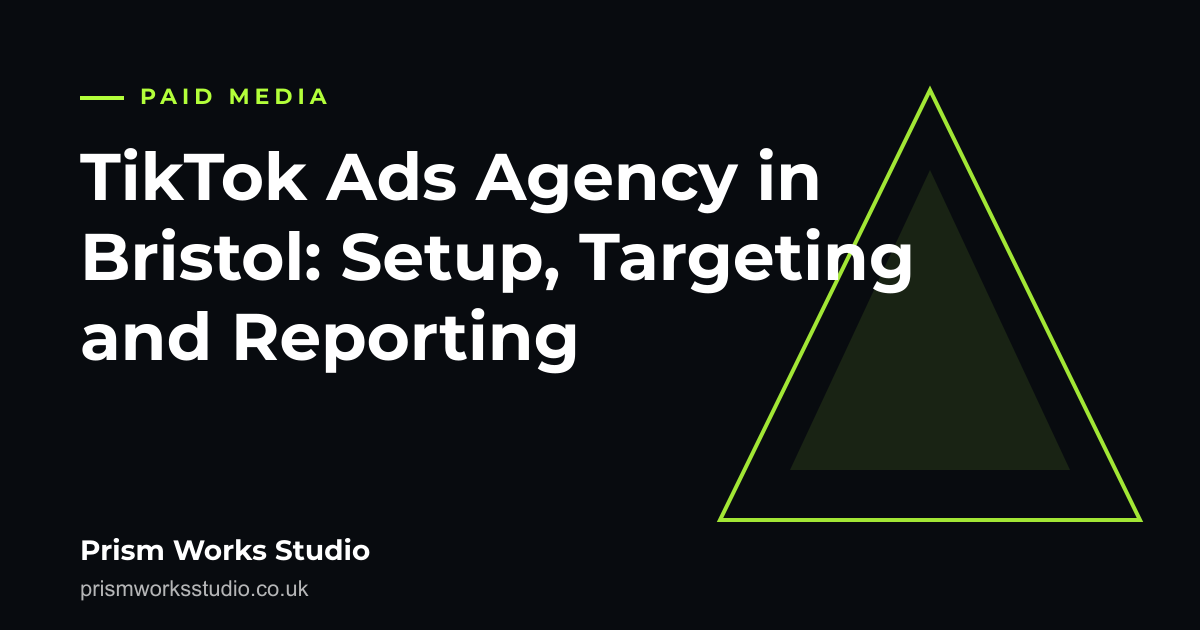 PAID MEDIA
TikTok Ads Agency in
Bristol: Setup, Targeting
and Reporting
Prism Works Studio
prismworksstudio.co.uk